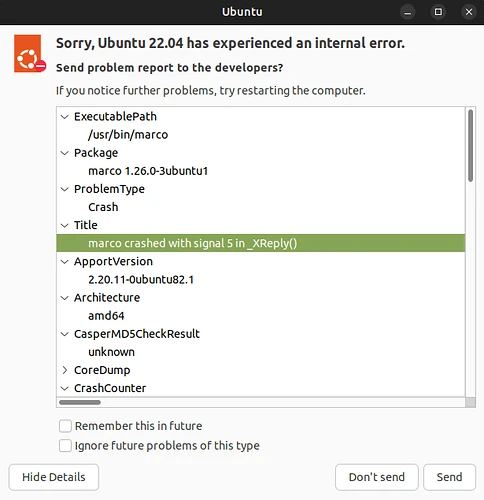 Ubuntu
Sorry, Ubuntu 22.04 has experienced an internal error.
Send problem report to the developers?
If you notice further problems, try restarting the computer.
ExecutablePath
/usr/bin/marco
Package
marco 1.26.0-3ubuntu1
ProblemType
Crash
Title
marco crashed with signal 5 in _XReply()
ApportVersion
2.20.11-0ubuntu82.1
Architecture
amd64
CasperMD5CheckResult
unknown
CoreDump
CrashCounter
Remember this in future
Ignore future problems of this type
Hide Details
Don't send
Send